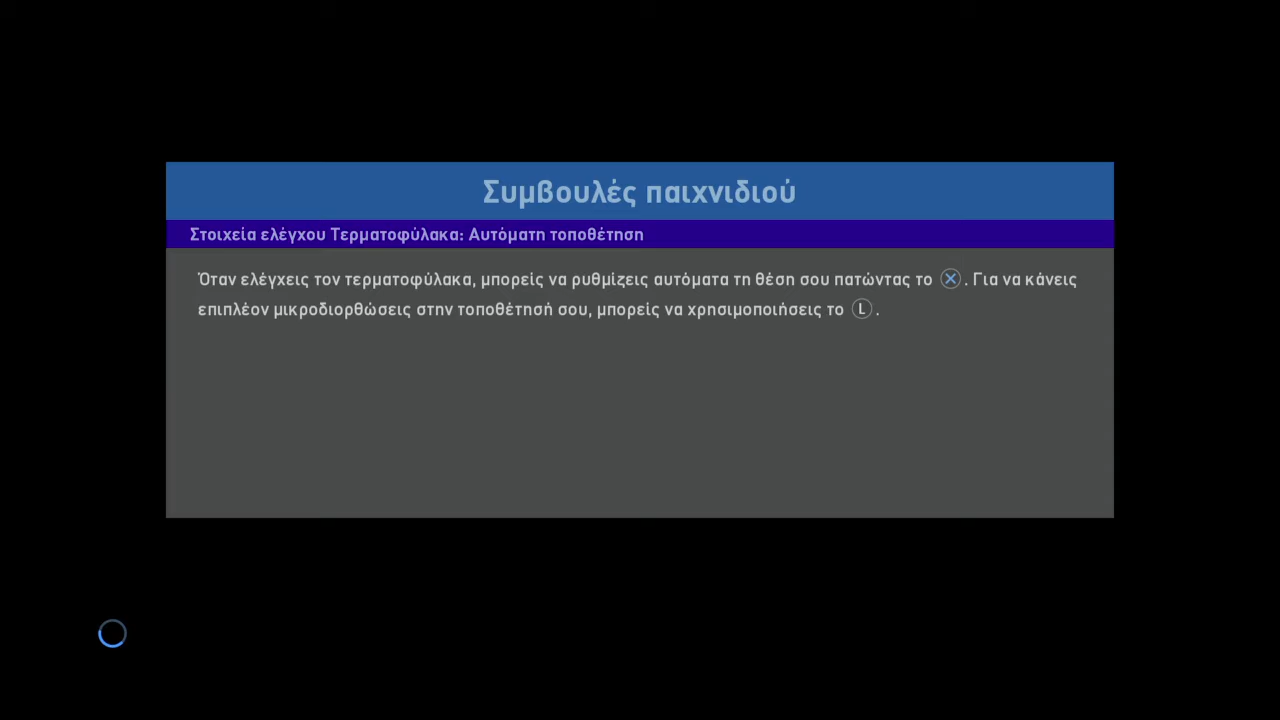 Συμβουλές παιχνιδιού
Στοιχεία ελέγχου Τερματοφύλακα: Αυτόματη τοποθέτηση
Όταν ελέγχεις τον τερματοφύλακα, μπορείς να ρυθμίζεις αυτόματα τη θέση σου πατώντας το Ⓧ. Για να κάνεις
επιπλέον μικροδιορθώσεις στην τοποθέτησή σου, μπορείς να χρησιμοποιήσεις το Ⓛ.